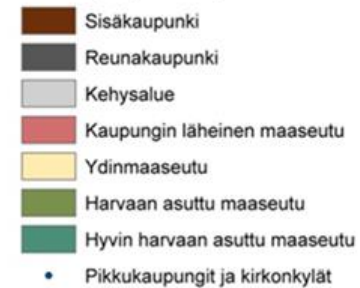 Sisäkaupunki
Reunakaupunki
Kehysalue
Kaupungin läheinen maaseutu
Ydinmaaseutu
Harvaan asuttu maaseutu
Hyvin harvaan asuttu maaseutu
Pikkukaupungit ja kirkonkylät